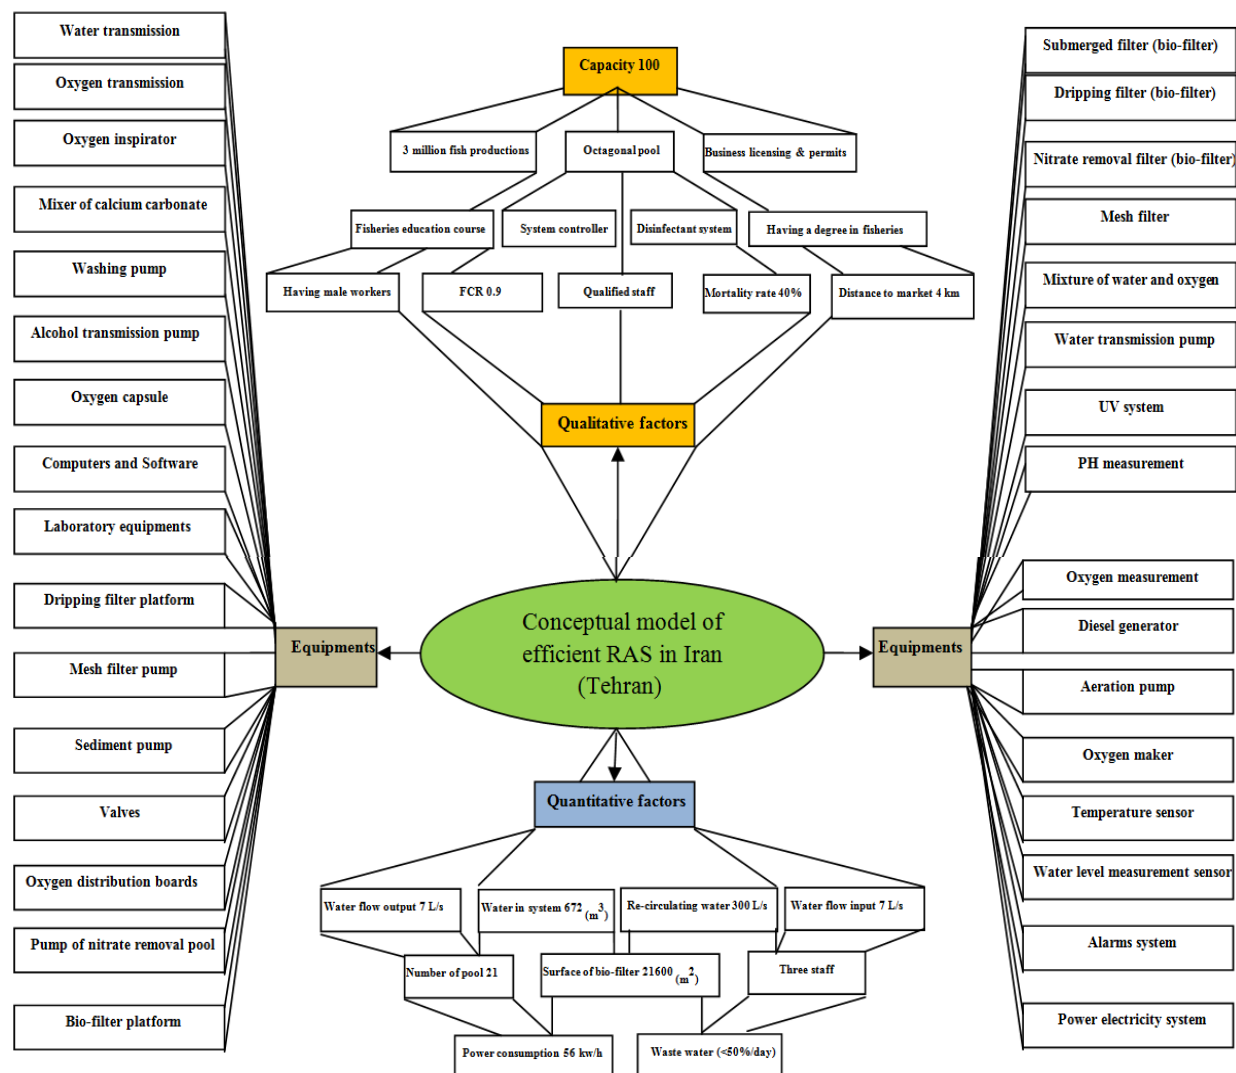 Water transmission
Oxygen transmission
Oxygen inspirator
Mixer of calcium carbonate
Washing pump
Alcohol transmission pump
Oxygen capsule
Computers and Software
Laboratory equipments
Dripping filter platform
Mesh filter pump
Sediment pump
Valves
Oxygen distribution boards
Pump of nitrate removal pool
Bio-filter platform
Equipments
Capacity 100
3 million fish productions
Octagonal pool
Business licensing & permits
Fisheries education course
System controller
Disinfectant system
Having a degree in fisheries
Having male workers
FCR 0.9
Qualified staff
Mortality rate 40%
Distance to market 4 km
Qualitative factors
Conceptual model of
efficient RAS in Iran
(Tehran)
Quantitative factors
Water flow output 7 L/s
Water in system 672 (m3)
Re-circulating water 300 L/s
Water flow input 7 L/s
Number of pool 21
Surface of bio-filter 21600 (m2)
Three staff
Power consumption 56 kw/h
Waste water (<50%/day)
Equipments
Submerged filter (bio-filter)
Dripping filter (bio-filter)
Nitrate removal filter (bio-filter)
Mesh filter
Mixture of water and oxygen
Water transmission pump
UV system
PH measurement
Oxygen measurement
Diesel generator
Aeration pump
Oxygen maker
Temperature sensor
Water level measurement sensor
Alarms system
Power electricity system